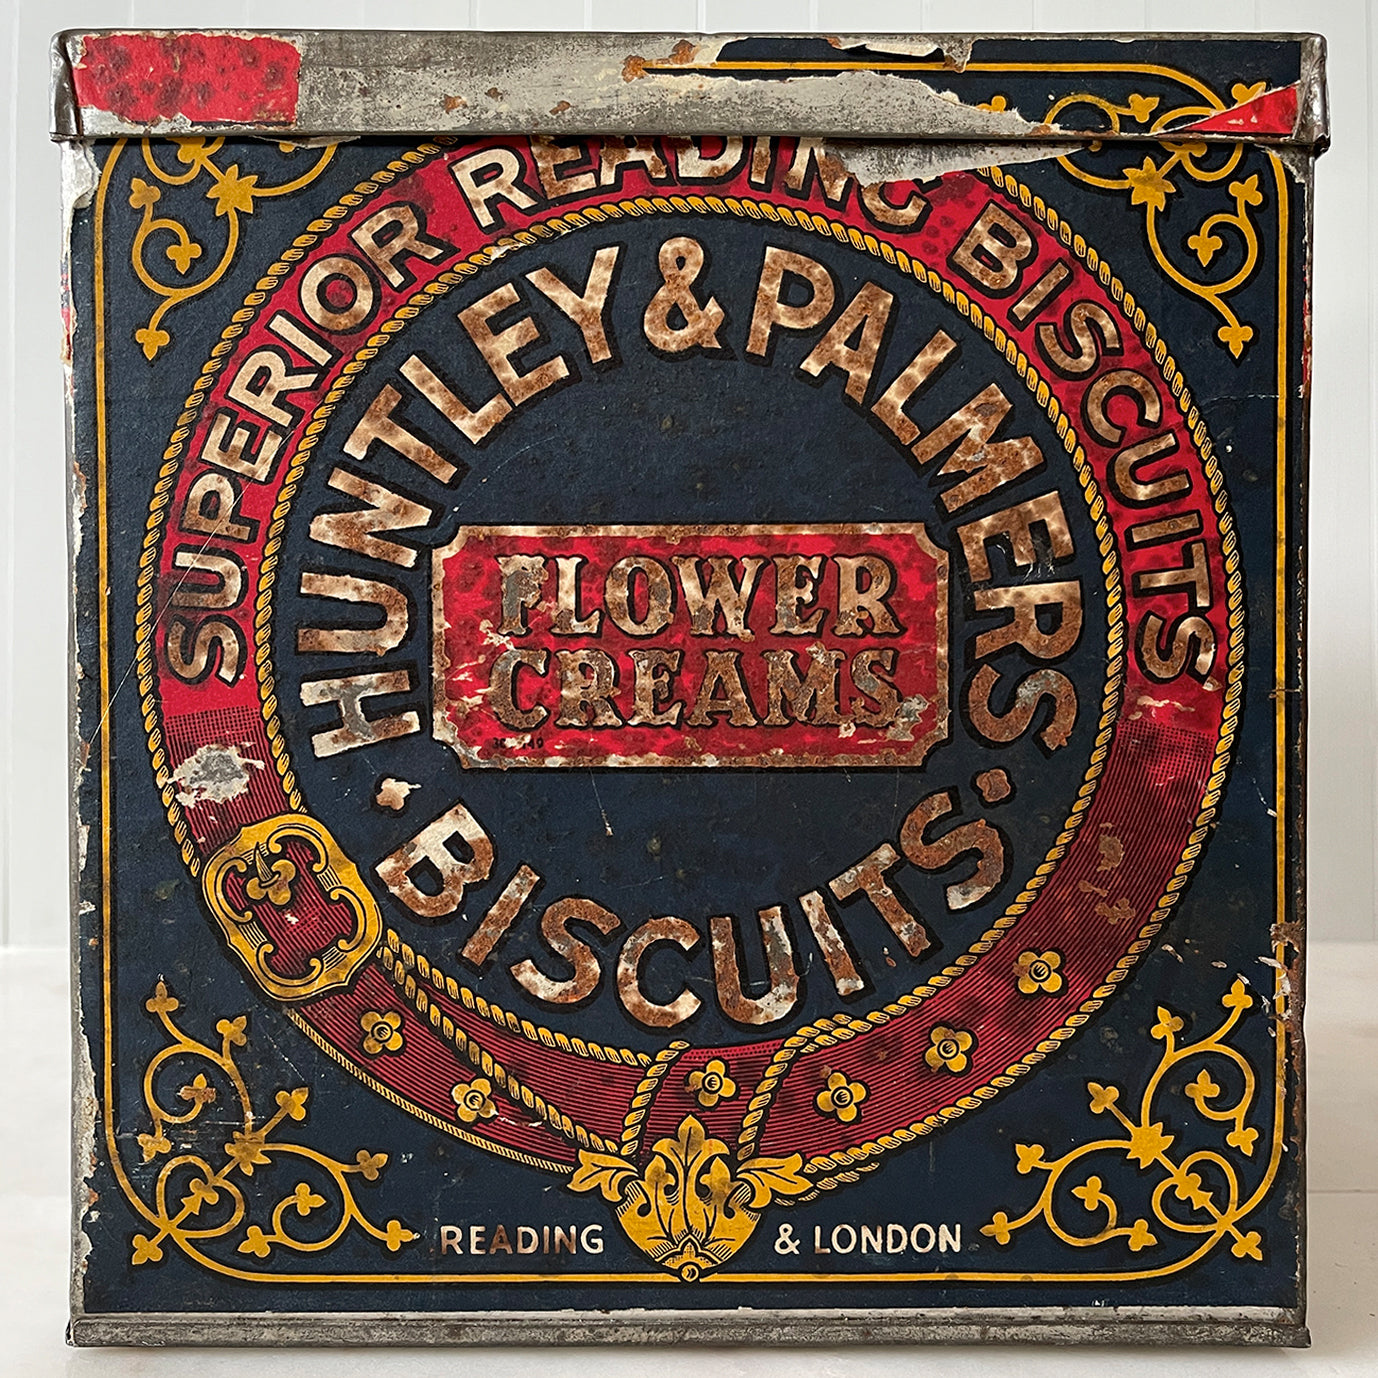 SUPERIOR READING BISCUITS
HUNTLEY & PALMERS
FLOWER
CREAMS
· BISCUITS ·
READING & LONDON